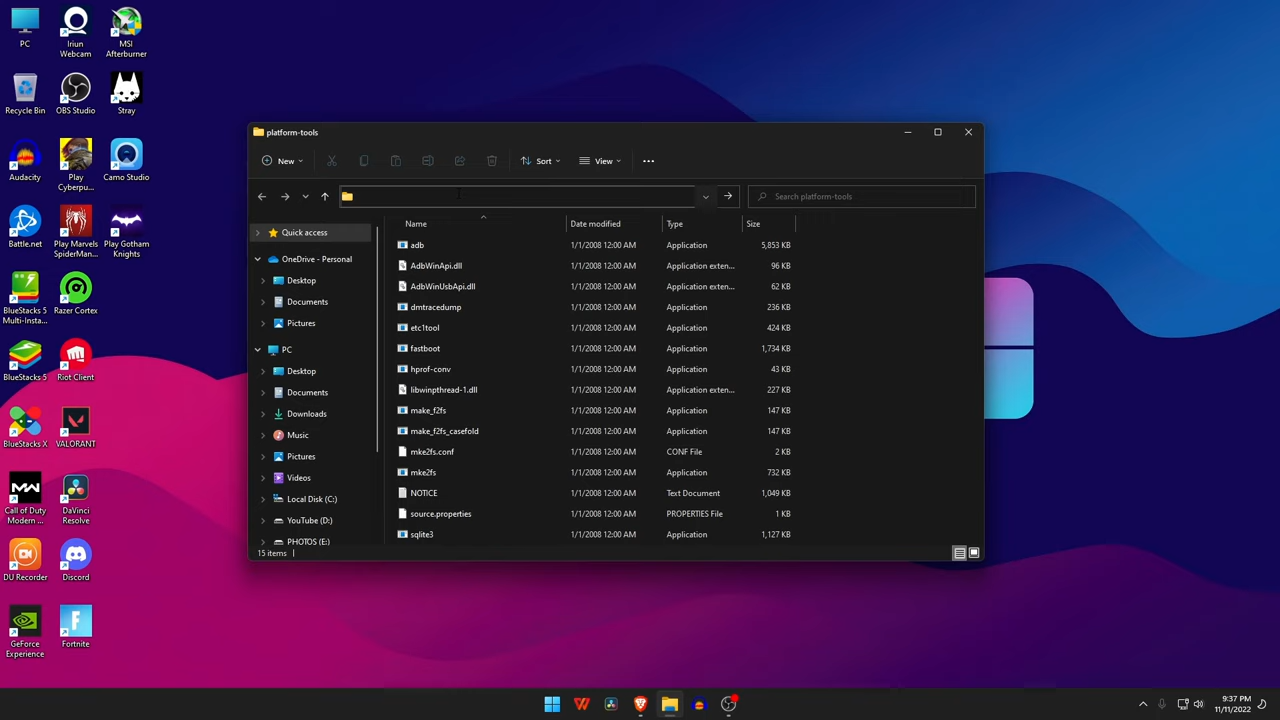 PC
Iriun
Webcam
MSI
Afterburner
Recycle Bin
OBS Studio
Stray
Audacity
Play
Cyberpu...
Camo Studio
Battle.net
Play Marvels
SpiderMan...
Play Gotham
Knights
BlueStacks 5
Multi-Insta...
Razer Cortex
BlueStacks 5
Riot Client
BlueStacks X
VALORANT
Call of Duty
Modern ...
DaVinci
Resolve
DU Recorder
Discord
GeForce
Experience
Fortnite
platform-tools
New
Sort
View
Search platform-tools
Quick access
OneDrive - Personal
Desktop
Documents
Pictures
PC
Desktop
Documents
Downloads
Music
Pictures
Videos
Local Disk (C:)
YouTube (D:)
PHOTOS (E:)
Name Date modified Type Size
adb 1/1/2008 12:00 AM Application 5,853 KB
AdbWinApi.dll 1/1/2008 12:00 AM Application exten... 96 KB
AdbWinUsbApi.dll 1/1/2008 12:00 AM Application exten... 62 KB
dmtracedump 1/1/2008 12:00 AM Application 236 KB
etc1tool 1/1/2008 12:00 AM Application 424 KB
fastboot 1/1/2008 12:00 AM Application 1,734 KB
hprof-conv 1/1/2008 12:00 AM Application 43 KB
libwinpthread-1.dll 1/1/2008 12:00 AM Application exten... 227 KB
make_f2fs 1/1/2008 12:00 AM Application 147 KB
make_f2fs_casefold 1/1/2008 12:00 AM Application 147 KB
mke2fs.conf 1/1/2008 12:00 AM CONF File 2 KB
mke2fs 1/1/2008 12:00 AM Application 732 KB
NOTICE 1/1/2008 12:00 AM Text Document 1,049 KB
source.properties 1/1/2008 12:00 AM PROPERTIES File 1 KB
sqlite3 1/1/2008 12:00 AM Application 1,127 KB
15 items
9:37 PM
11/11/2022